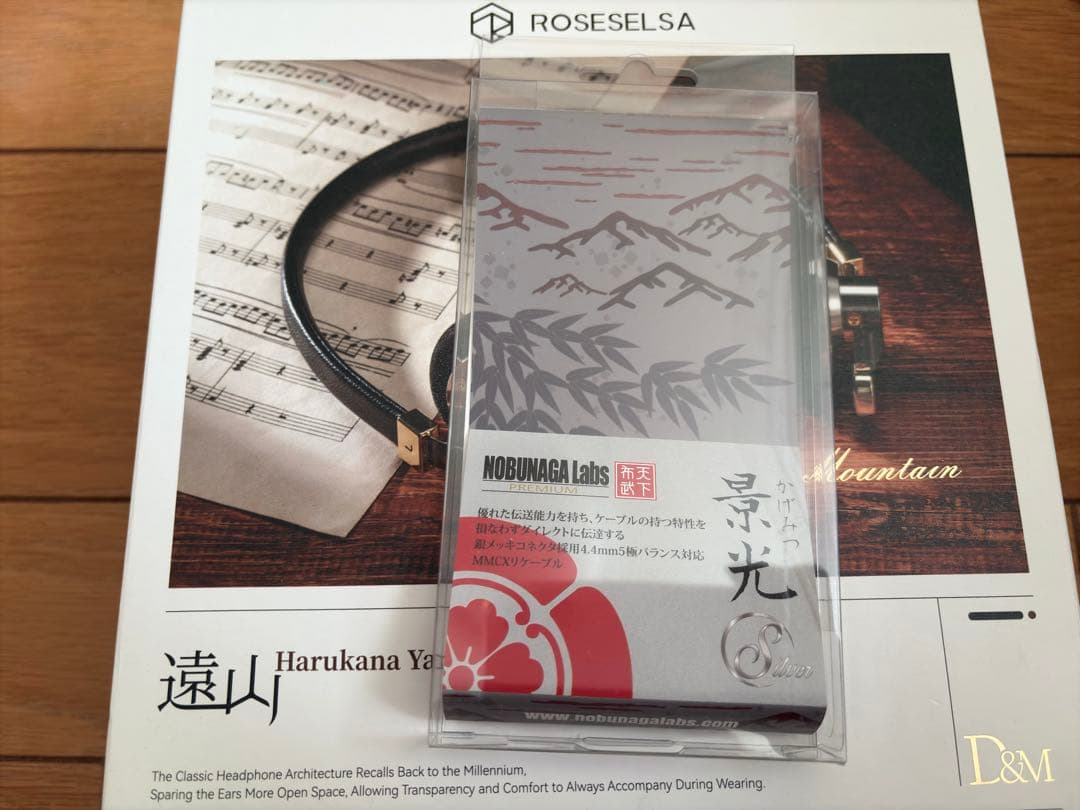 ROSESELSA
Mountain
NOBUNAGA Labs
PREMIUM
天下
布武
優れた伝送能力を持ち、ケーブルの持つ特性を
損なわずダイレクトに伝達する
銀メッキコネクタ採用4.4mm5極バランス対応
MMCXリケーブル
景光
かげみつ
Silver
www.nobunagalabs.com
遠山
Harukana Ya
D&M
The Classic Headphone Architecture Recalls Back to the Millennium,
Sparing the Ears More Open Space, Allowing Transparency and Comfort to Always Accompany During Wearing.